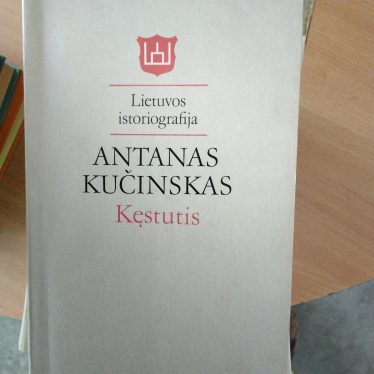 Lietuvos
istoriografija
ANTANAS
KUČINSKAS
Kęstutis